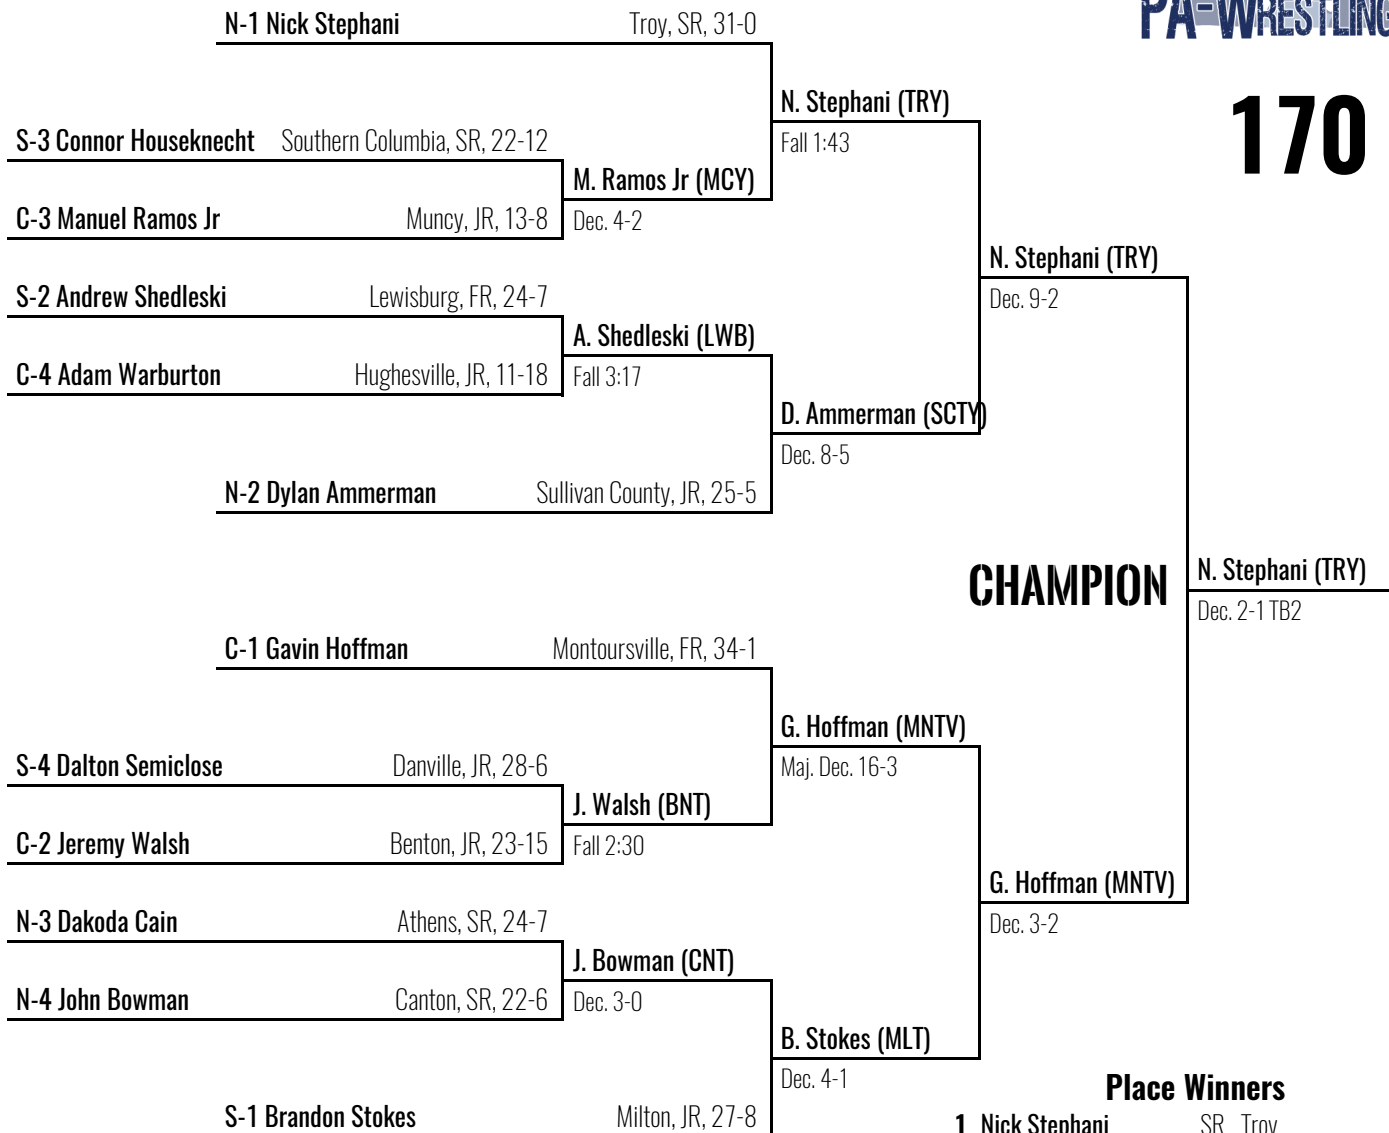 PA-WRESTLING
170
N-1 Nick Stephani Troy, SR, 31-0
N. Stephani (TRY)
Fall 1:43
S-3 Connor Houseknecht Southern Columbia, SR, 22-12
M. Ramos Jr (MCY)
C-3 Manuel Ramos Jr Muncy, JR, 13-8
Dec. 4-2
N. Stephani (TRY)
Dec. 9-2
S-2 Andrew Shedleski Lewisburg, FR, 24-7
A. Shedleski (LWB)
C-4 Adam Warburton Hughesville, JR, 11-18
Fall 3:17
D. Ammerman (SCTY)
Dec. 8-5
N-2 Dylan Ammerman Sullivan County, JR, 25-5
CHAMPION
N. Stephani (TRY)
Dec. 2-1 TB2
C-1 Gavin Hoffman Montoursville, FR, 34-1
G. Hoffman (MNTV)
Maj. Dec. 16-3
S-4 Dalton Semiclose Danville, JR, 28-6
J. Walsh (BNT)
C-2 Jeremy Walsh Benton, JR, 23-15
Fall 2:30
G. Hoffman (MNTV)
Dec. 3-2
N-3 Dakoda Cain Athens, SR, 24-7
J. Bowman (CNT)
N-4 John Bowman Canton, SR, 22-6
Dec. 3-0
B. Stokes (MLT)
Dec. 4-1
S-1 Brandon Stokes Milton, JR, 27-8
Place Winners
1 Nick Stephani SR Troy